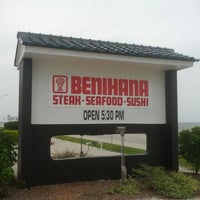 BENIHANA
STEAK · SEAFOOD · SUSHI
OPEN 5:30 PM